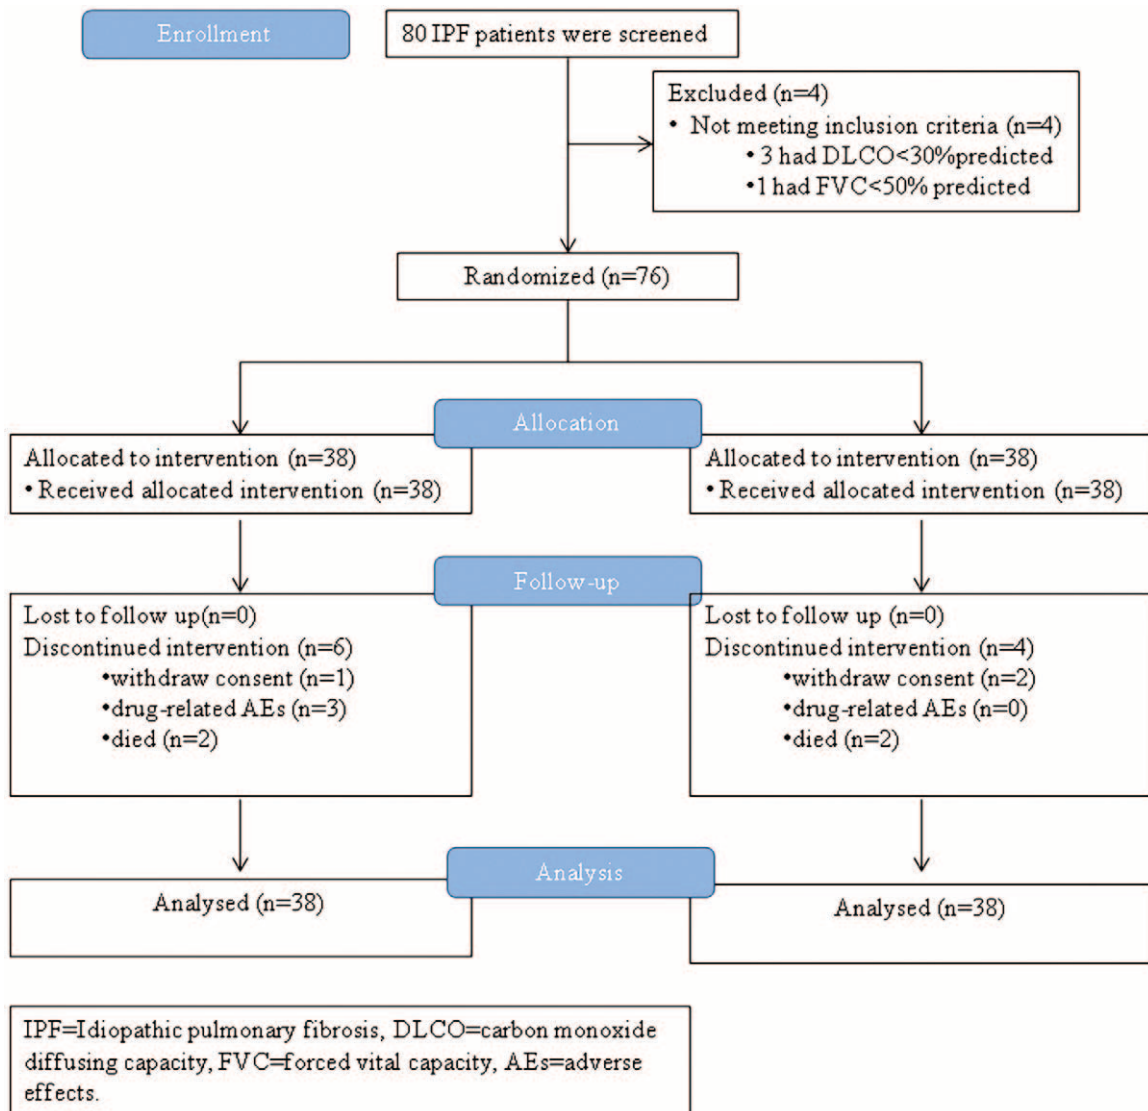 Enrollment
80 IPF patients were screened
Excluded (n=4)
• Not meeting inclusion criteria (n=4)
•3 had DLCO<30%predicted
•1 had FVC<50% predicted
Randomized (n=76)
Allocation
Allocated to intervention (n=38)
• Received allocated intervention (n=38)
Allocated to intervention (n=38)
• Received allocated intervention (n=38)
Follow-up
Lost to follow up(n=0)
Discontinued intervention (n=6)
•withdraw consent (n=1)
•drug-related AEs (n=3)
•died (n=2)
Lost to follow up (n=0)
Discontinued intervention (n=4)
•withdraw consent (n=2)
•drug-related AEs (n=0)
•died (n=2)
Analysis
Analysed (n=38)
Analysed (n=38)
IPF=Idiopathic pulmonary fibrosis, DLCO=carbon monoxide
diffusing capacity, FVC=forced vital capacity, AEs=adverse
effects.